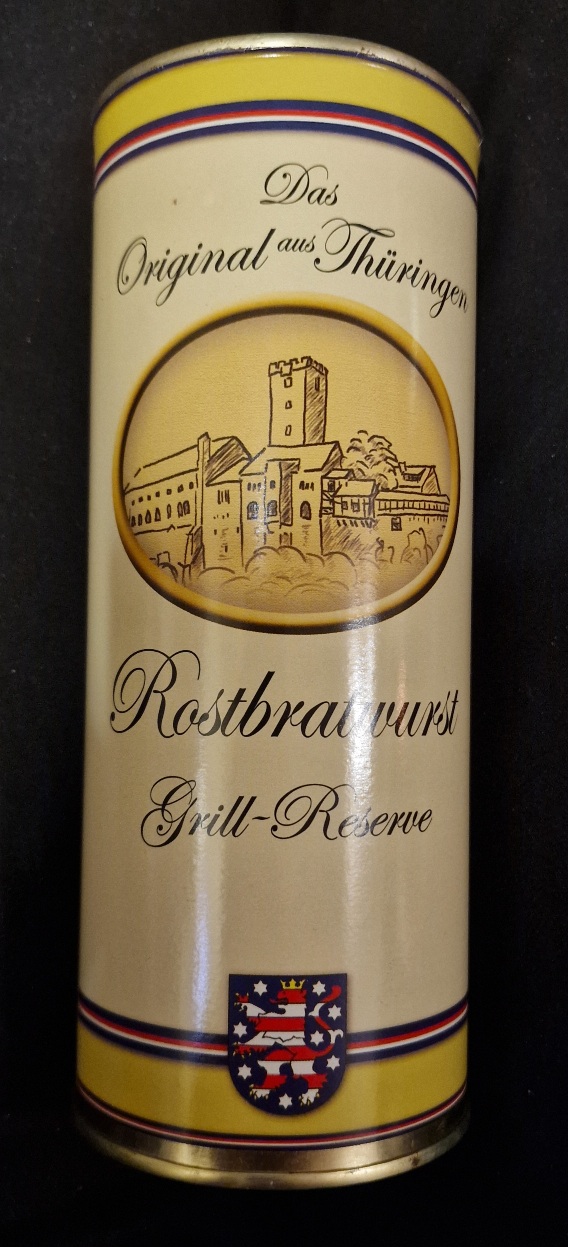 Das
Original aus Thüringen
Rostbratwurst
Grill-Reserve